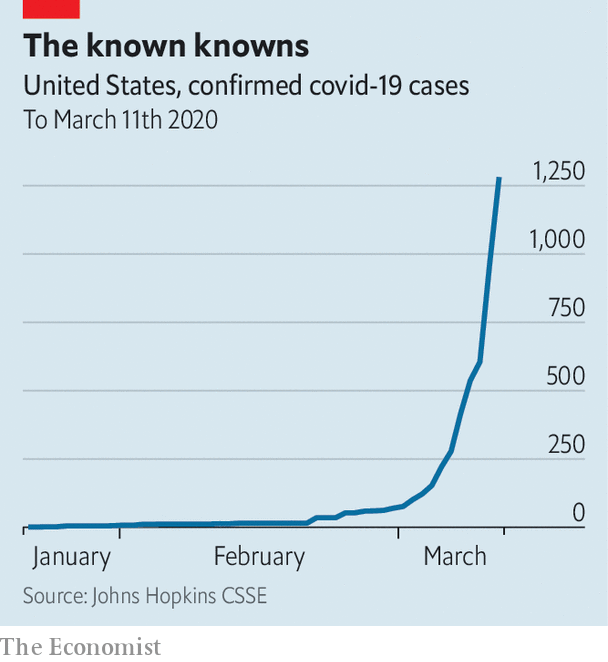 The known knowns
United States, confirmed covid-19 cases
To March 11th 2020
1,250
1,000
750
500
250
0
January February March
Source: Johns Hopkins CSSE
The Economist